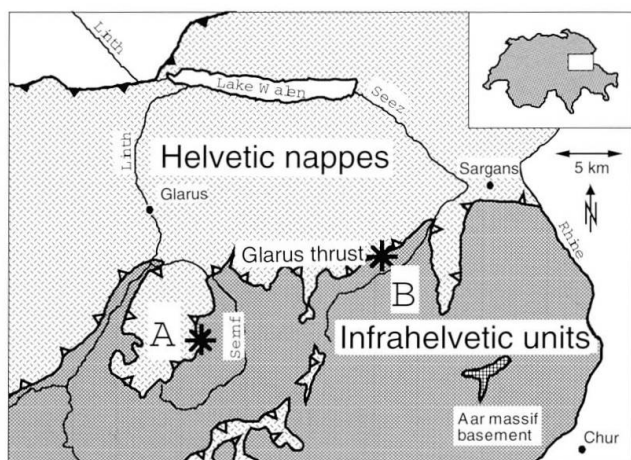 Linth
Lake Walen
Seez
Linth
Helvetic nappes
Sargans
5 km
N
Glarus
Rhine
Glarus thrust
B
A
Sernf
Infrahelvetic units
Aar massif
basement
Chur